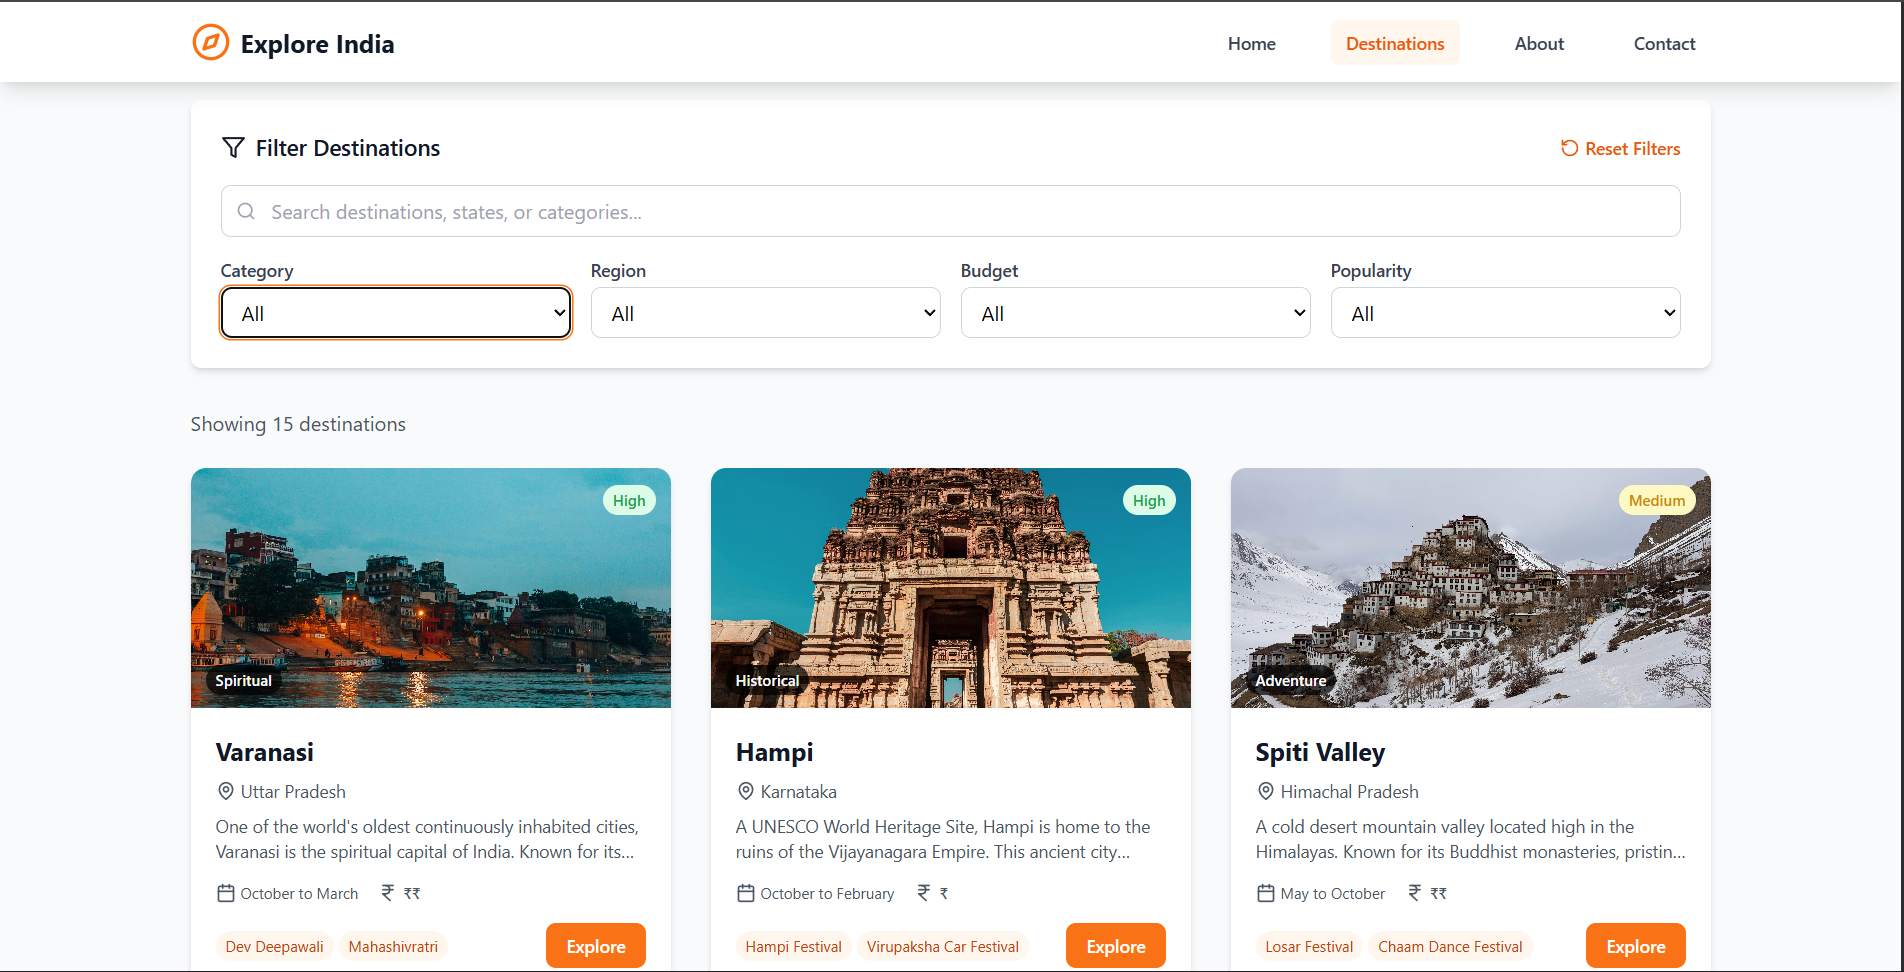 Explore India
Home
Destinations
About
Contact
Filter Destinations
Reset Filters
Search destinations, states, or categories...
Category
Region
Budget
Popularity
All
All
All
All
Showing 15 destinations
High
Spiritual
Varanasi
Uttar Pradesh
One of the world's oldest continuously inhabited cities,
Varanasi is the spiritual capital of India. Known for its...
October to March
₹ ₹₹
Dev Deepawali
Mahashivratri
Explore
High
Historical
Hampi
Karnataka
A UNESCO World Heritage Site, Hampi is home to the
ruins of the Vijayanagara Empire. This ancient city...
October to February
₹ ₹
Hampi Festival
Virupaksha Car Festival
Explore
Medium
Adventure
Spiti Valley
Himachal Pradesh
A cold desert mountain valley located high in the
Himalayas. Known for its Buddhist monasteries, pristin...
May to October
₹ ₹₹
Losar Festival
Chaam Dance Festival
Explore